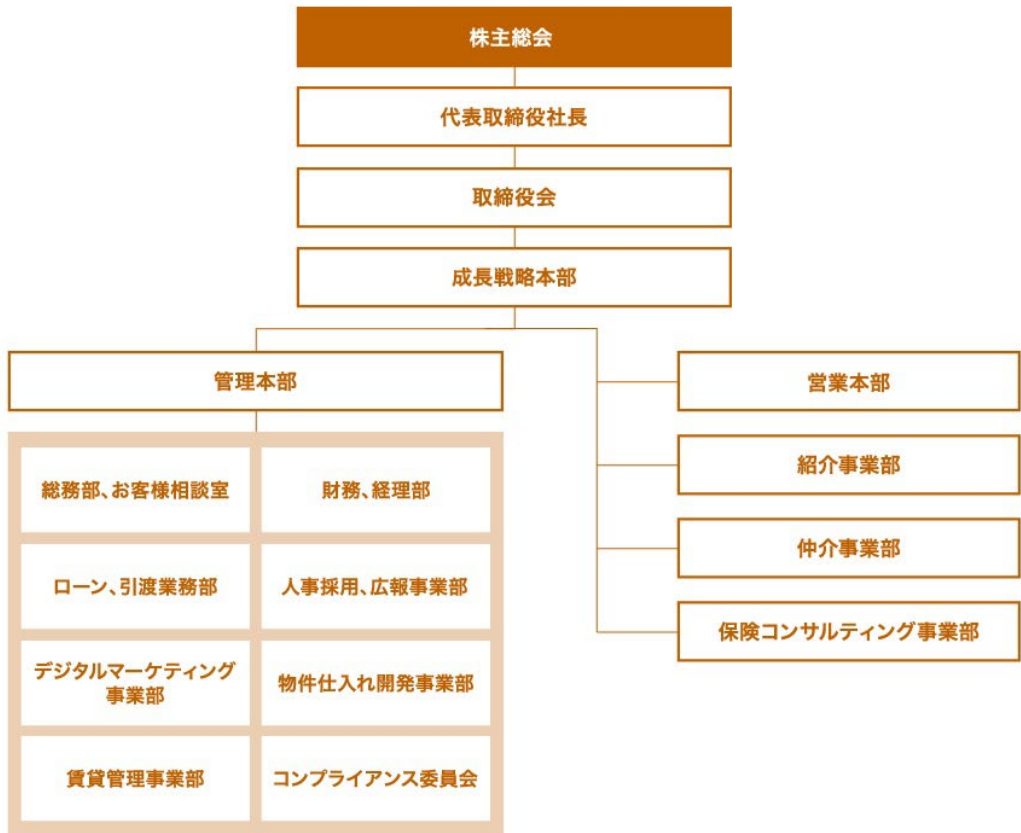 株主総会
代表取締役社長
取締役会
成長戦略本部
管理本部
総務部、お客様相談室
財務、経理部
ローン、引渡業務部
人事採用、広報事業部
デジタルマーケティング
事業部
物件仕入れ開発事業部
賃貸管理事業部
コンプライアンス委員会
営業本部
紹介事業部
仲介事業部
保険コンサルティング事業部